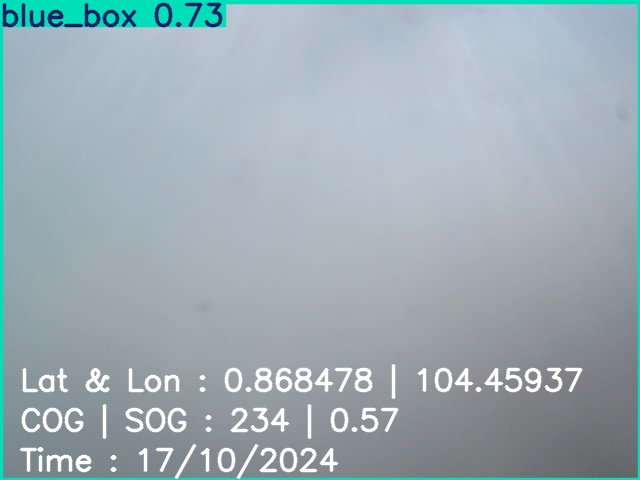 blue_box 0.73
Lat & Lon : 0.868478 | 104.45937
COG | SOG : 234 | 0.57
Time : 17/10/2024